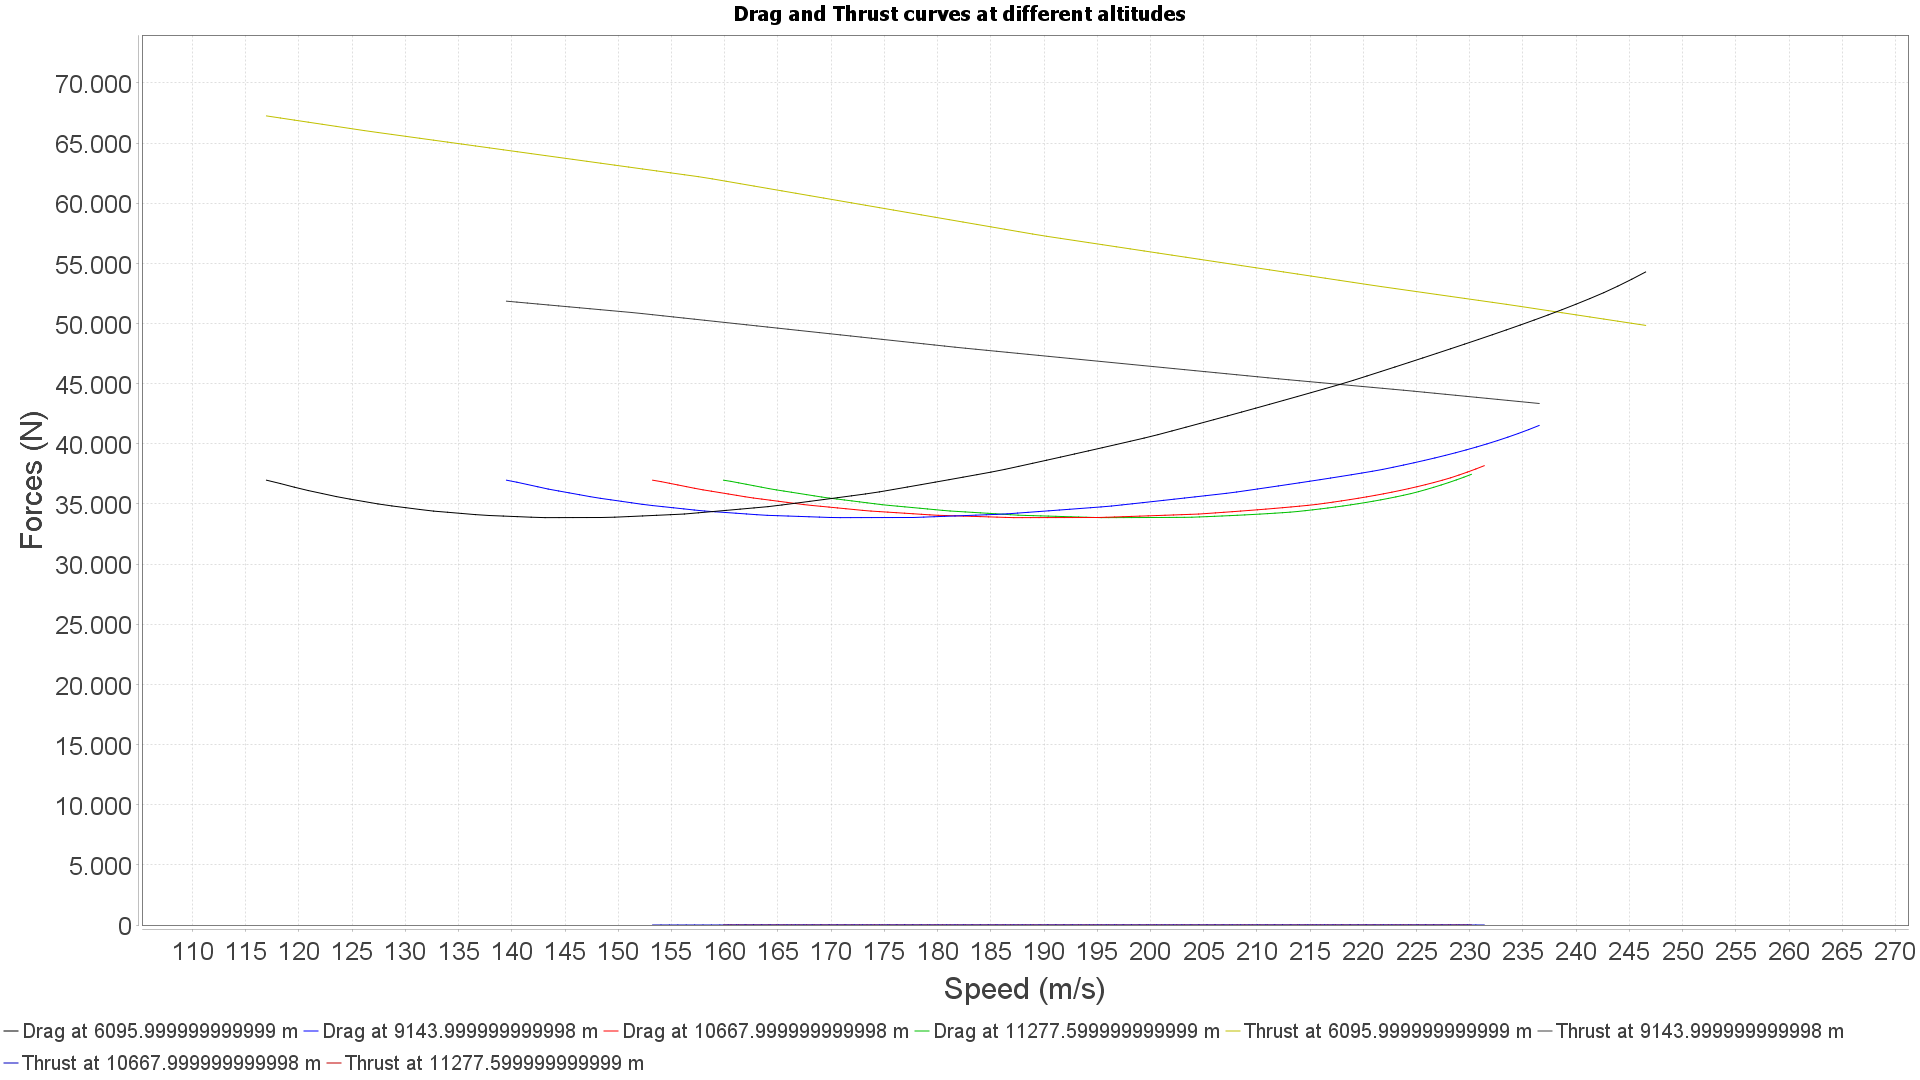 Drag and Thrust curves at different altitudes
70.000
65.000
60.000
55.000
50.000
45.000
40.000
35.000
30.000
25.000
20.000
15.000
10.000
5.000
0
Forces (N)
110 115 120 125 130 135 140 145 150 155 160 165 170 175 180 185 190 195 200 205 210 215 220 225 230 235 240 245 250 255 260 265 270
Speed (m/s)
Drag at 6095.999999999999 m Drag at 9143.999999999998 m Drag at 10667.999999999998 m Drag at 11277.599999999999 m Thrust at 6095.999999999999 m Thrust at 9143.999999999998 m
Thrust at 10667.999999999998 m Thrust at 11277.599999999999 m